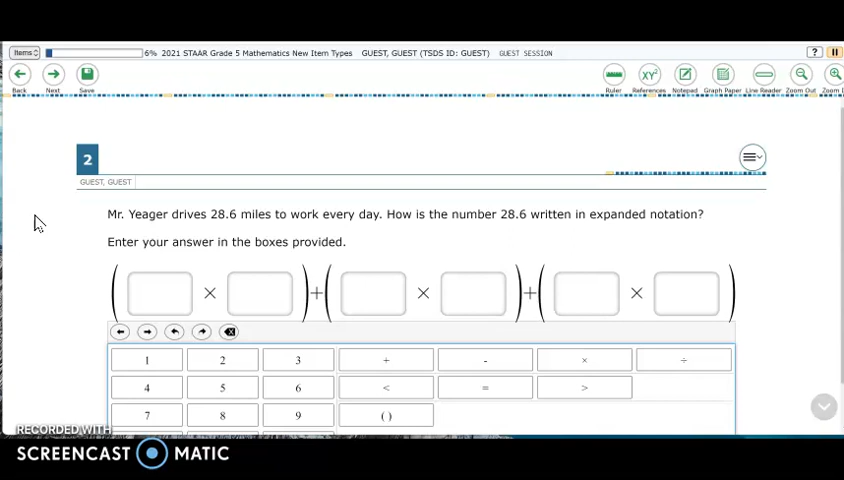 Items 6% 2021 STAAR Grade 5 Mathematics New Item Types GUEST, GUEST (TSDS ID: GUEST) GUEST SESSION ?
Back Next Save XY² Ruler References Notepad Graph Paper Line Reader Zoom Out Zoom
2
GUEST, GUEST
Mr. Yeager drives 28.6 miles to work every day. How is the number 28.6 written in expanded notation?
Enter your answer in the boxes provided.
( × ) + ( × ) + ( × )
1 2 3 + - × ÷
4 5 6 < = >
7 8 9 ( )
RECORDED WITH
SCREENCAST MATIC